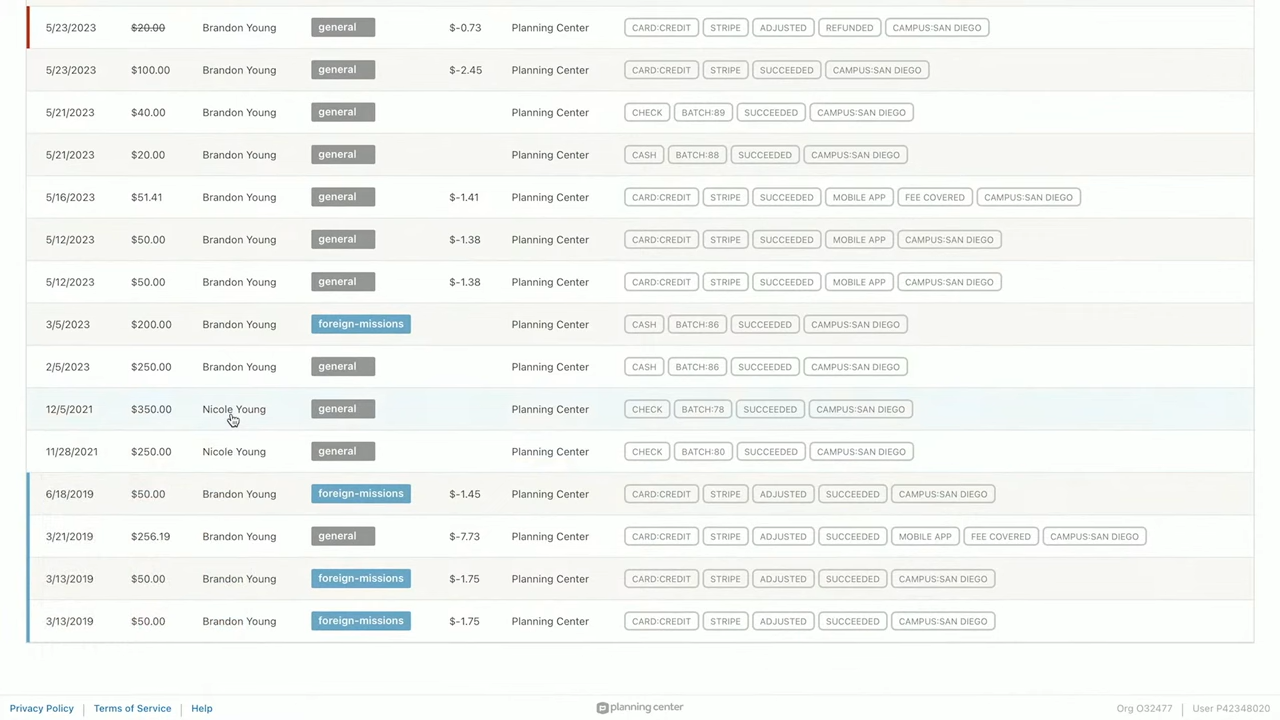 5/23/2023 $20.00 Brandon Young general $-0.73 Planning Center CARD:CREDIT STRIPE ADJUSTED REFUNDED CAMPUS:SAN DIEGO
5/23/2023 $100.00 Brandon Young general $-2.45 Planning Center CARD:CREDIT STRIPE SUCCEEDED CAMPUS:SAN DIEGO
5/21/2023 $40.00 Brandon Young general Planning Center CHECK BATCH:89 SUCCEEDED CAMPUS:SAN DIEGO
5/21/2023 $20.00 Brandon Young general Planning Center CASH BATCH:88 SUCCEEDED CAMPUS:SAN DIEGO
5/16/2023 $51.41 Brandon Young general $-1.41 Planning Center CARD:CREDIT STRIPE SUCCEEDED MOBILE APP FEE COVERED CAMPUS:SAN DIEGO
5/12/2023 $50.00 Brandon Young general $-1.38 Planning Center CARD:CREDIT STRIPE SUCCEEDED MOBILE APP CAMPUS:SAN DIEGO
5/12/2023 $50.00 Brandon Young general $-1.38 Planning Center CARD:CREDIT STRIPE SUCCEEDED MOBILE APP CAMPUS:SAN DIEGO
3/5/2023 $200.00 Brandon Young foreign-missions Planning Center CASH BATCH:86 SUCCEEDED CAMPUS:SAN DIEGO
2/5/2023 $250.00 Brandon Young general Planning Center CASH BATCH:86 SUCCEEDED CAMPUS:SAN DIEGO
12/5/2021 $350.00 Nicole Young general Planning Center CHECK BATCH:78 SUCCEEDED CAMPUS:SAN DIEGO
11/28/2021 $250.00 Nicole Young general Planning Center CHECK BATCH:80 SUCCEEDED CAMPUS:SAN DIEGO
6/18/2019 $50.00 Brandon Young foreign-missions $-1.45 Planning Center CARD:CREDIT STRIPE ADJUSTED SUCCEEDED CAMPUS:SAN DIEGO
3/21/2019 $256.19 Brandon Young general $-7.73 Planning Center CARD:CREDIT STRIPE ADJUSTED SUCCEEDED MOBILE APP FEE COVERED CAMPUS:SAN DIEGO
3/13/2019 $50.00 Brandon Young foreign-missions $-1.75 Planning Center CARD:CREDIT STRIPE ADJUSTED SUCCEEDED CAMPUS:SAN DIEGO
3/13/2019 $50.00 Brandon Young foreign-missions $-1.75 Planning Center CARD:CREDIT STRIPE ADJUSTED SUCCEEDED CAMPUS:SAN DIEGO
Privacy Policy | Terms of Service | Help planning center Org O32477 | User P42348020